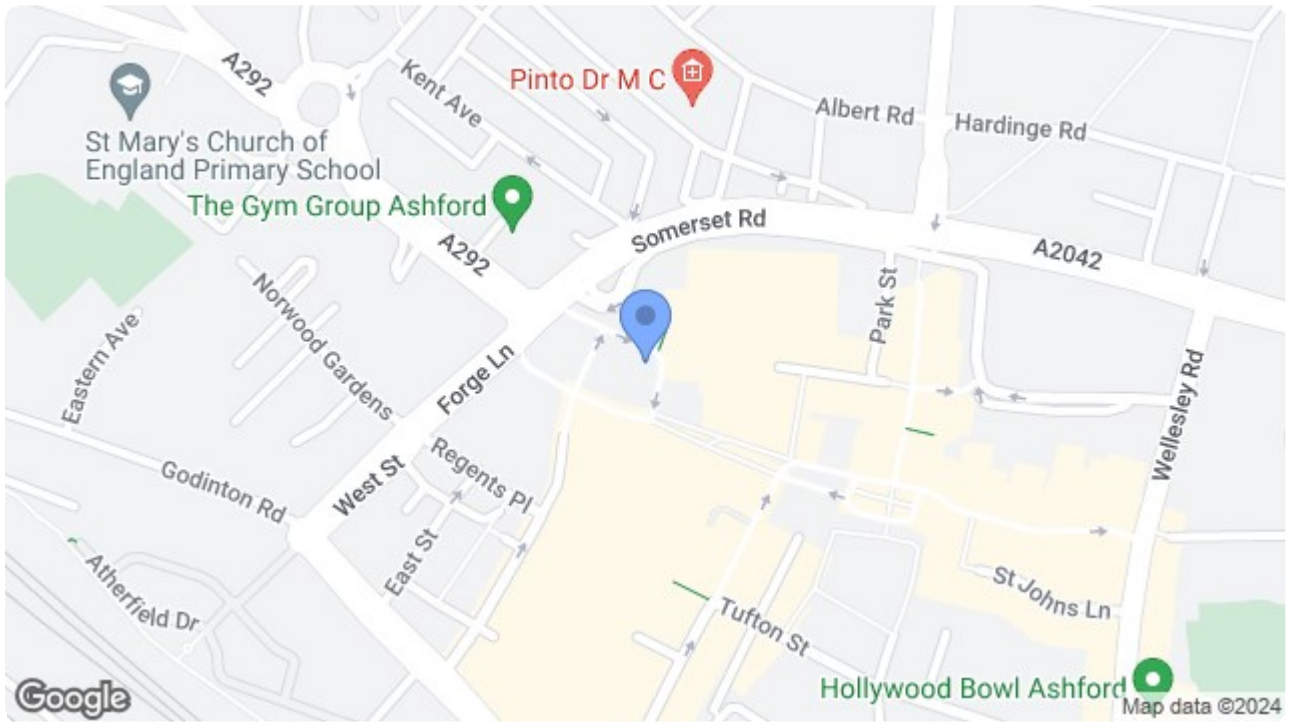 A292
Kent Ave
Pinto Dr M C
Albert Rd
Hardinge Rd
St Mary's Church of
England Primary School
The Gym Group Ashford
A292
Somerset Rd
A2042
Park St
Norwood Gardens
Eastern Ave
Forge Ln
Wellesley Rd
Regents Pl
Godinton Rd
West St
East St
Atherfield Dr
St Johns Ln
Tufton St
Hollywood Bowl Ashford
Google
Map data ©2024